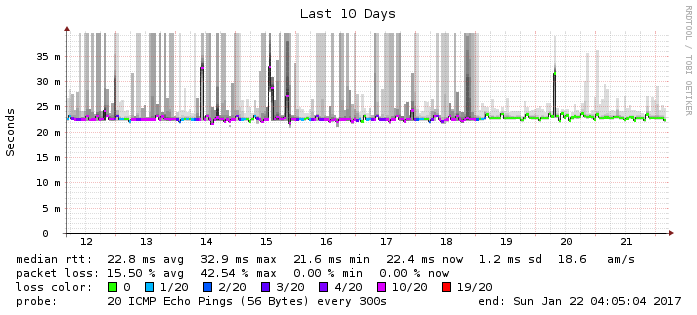 Last 10 Days
RRDTOOL / TOBI OETIKER
Seconds
35 m
30 m
25 m
20 m
15 m
10 m
5 m
0
12 13 14 15 16 17 18 19 20 21
median rtt: 22.8 ms avg 32.9 ms max 21.6 ms min 22.4 ms now 1.2 ms sd 18.6 am/s
packet loss: 15.50 % avg 42.54 % max 0.00 % min 0.00 % now
loss color: 0 1/20 2/20 3/20 4/20 10/20 19/20
probe: 20 ICMP Echo Pings (56 Bytes) every 300s end: Sun Jan 22 04:05:04 2017